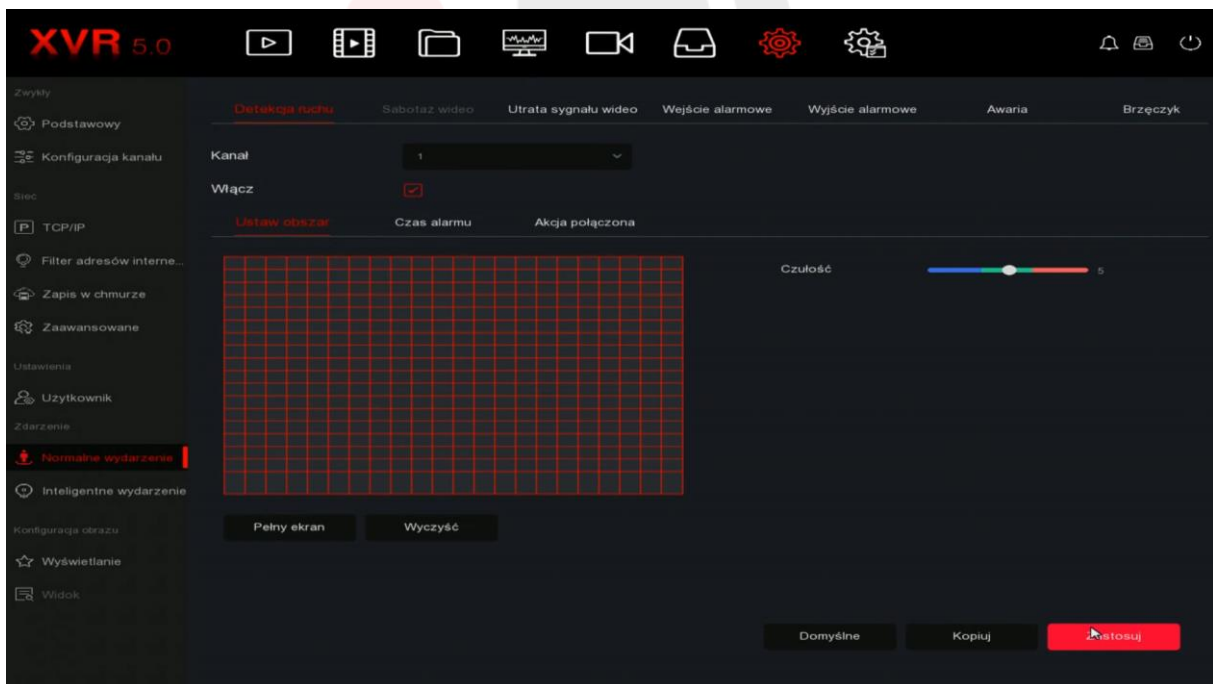 XVR 5.0
Zwykły
Podstawowy
Konfiguracja kanału
Sieć
P TCP/IP
Filter adresów interne...
Zapis w chmurze
Zaawansowane
Ustawienia
Użytkownik
Zdarzenie
Normalne wydarzenie
Inteligentne wydarzenie
Konfiguracja obrazu
Wyświetlanie
Widok
Detekcja ruchu Sabotaż wideo Utrata sygnału wideo Wejście alarmowe Wyjście alarmowe Awaria Brzęczyk
Kanał 1
Włącz
Ustaw obszar Czas alarmu Akcja połączona
Czułość 5
Pełny ekran Wyczyść
Domyślne Kopiuj Zastosuj